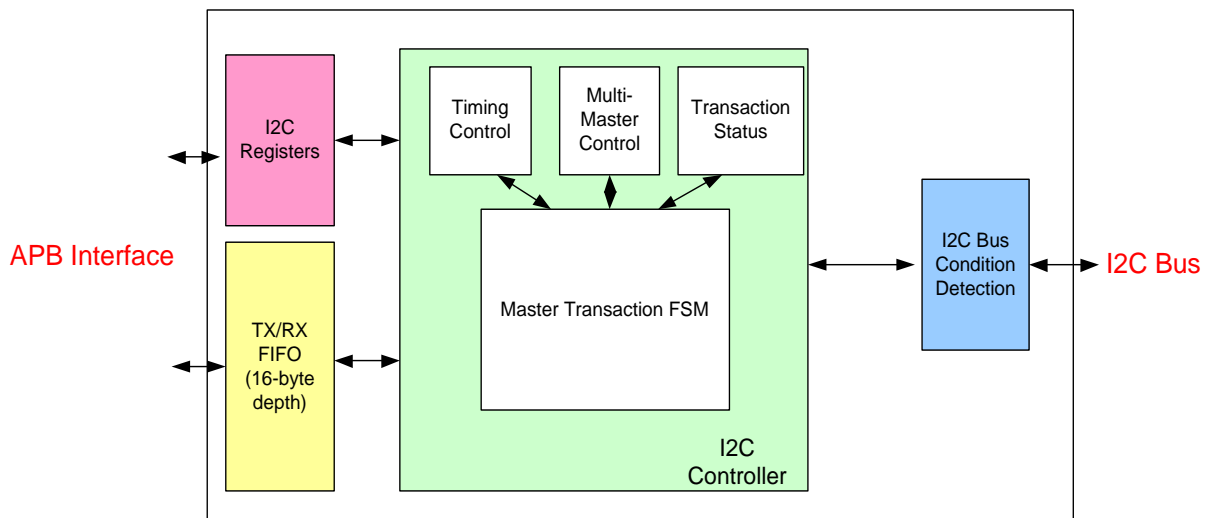 APB Interface
I2C
Registers
TX/RX
FIFO
(16-byte
depth)
Timing
Control
Multi-
Master
Control
Transaction
Status
Master Transaction FSM
I2C
Controller
I2C Bus
Condition
Detection
I2C Bus